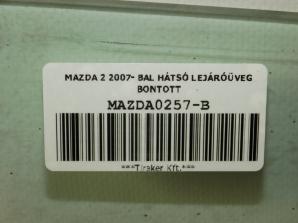 MAZDA 2 2007- BAL HÁTSÓ LEJÁRÓÜVEG
BONTOTT
MAZDA0257-B
***Tiraker Kft.***